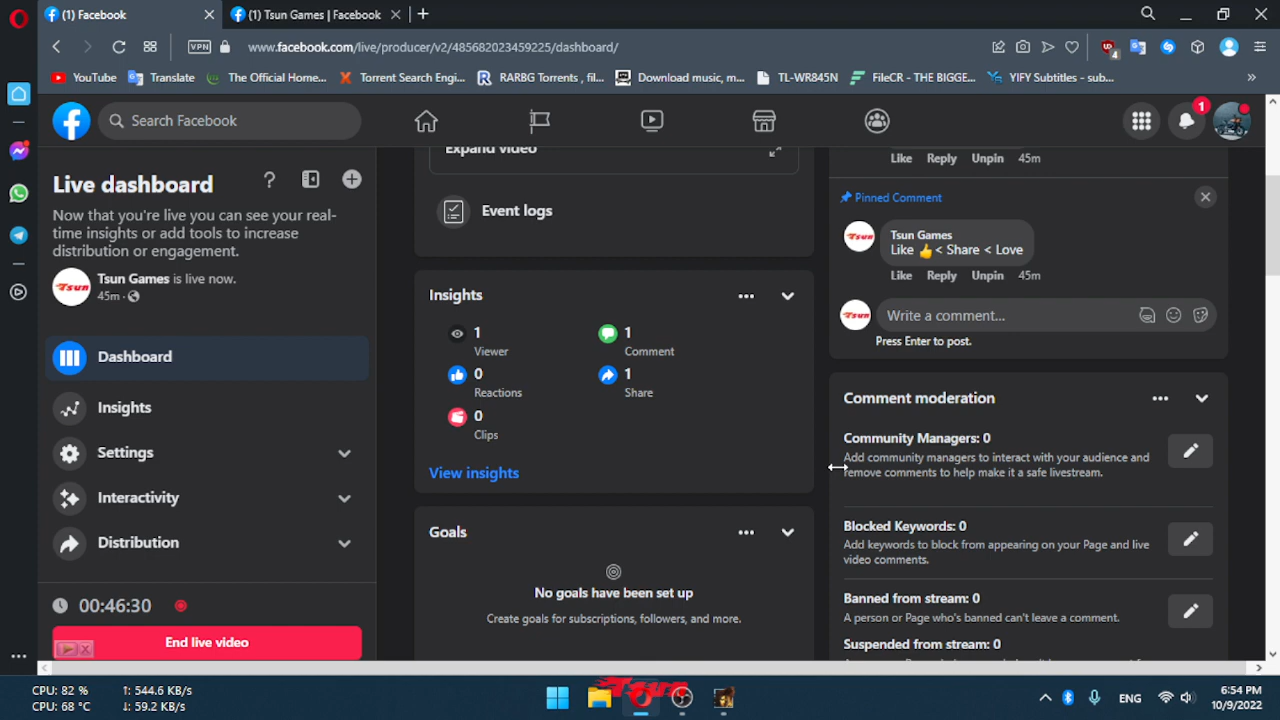 (1) Facebook
(1) Tsun Games | Facebook
VPN
www.facebook.com/live/producer/v2/485682023459225/dashboard/
4
YouTube
Translate
The Official Home...
Torrent Search Engi...
RARBG Torrents , fil...
Download music, m...
TL-WR845N
FileCR - THE BIGGE...
YIFY Subtitles - sub...
Search Facebook
1
Live dashboard
Now that you're live you can see your real-
time insights or add tools to increase
distribution or engagement.
Tsun
Tsun Games is live now.
45m
Dashboard
Insights
Settings
Interactivity
Distribution
00:46:30
End live video
Expand video
Event logs
Insights
1
Viewer
1
Comment
0
Reactions
1
Share
0
Clips
View insights
Goals
No goals have been set up
Create goals for subscriptions, followers, and more.
Like Reply Unpin 45m
Pinned Comment
Tsun
Tsun Games
Like 👍 < Share < Love
Like Reply Unpin 45m
Tsun
Write a comment...
Press Enter to post.
Comment moderation
Community Managers: 0
Add community managers to interact with your audience and
remove comments to help make it a safe livestream.
Blocked Keywords: 0
Add keywords to block from appearing on your Page and live
video comments.
Banned from stream: 0
A person or Page who's banned can't leave a comment.
Suspended from stream: 0
CPU: 82 %
CPU: 68 °C
↑: 544.6 KB/s
↓: 59.2 KB/s
Tsun
ENG
6:54 PM
10/9/2022